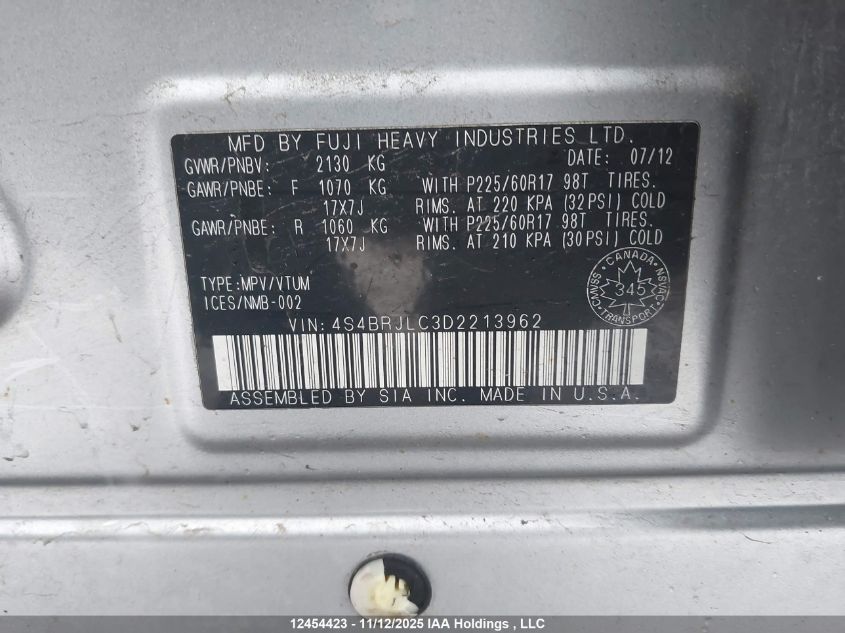 MFD BY FUJI HEAVY INDUSTRIES LTD.
GVWR/PNBV: 2130 KG DATE: 07/12
GAWR/PNBE: F 1070 KG WITH P225/60R17 98T TIRES.
17X7J RIMS. AT 220 KPA (32PSI) COLD
GAWR/PNBE: R 1060 KG WITH P225/60R17 98T TIRES.
17X7J RIMS. AT 210 KPA (30PSI) COLD
TYPE:MPV/VTUM
ICES/NMB-002
CANADA
CMVSS NSVAC
345
TRANSPORT
VIN: 4S4BRJLC3D2213962
ASSEMBLED BY SIA INC. MADE IN U.S.A.
12454423 - 11/12/2025 IAA Holdings , LLC